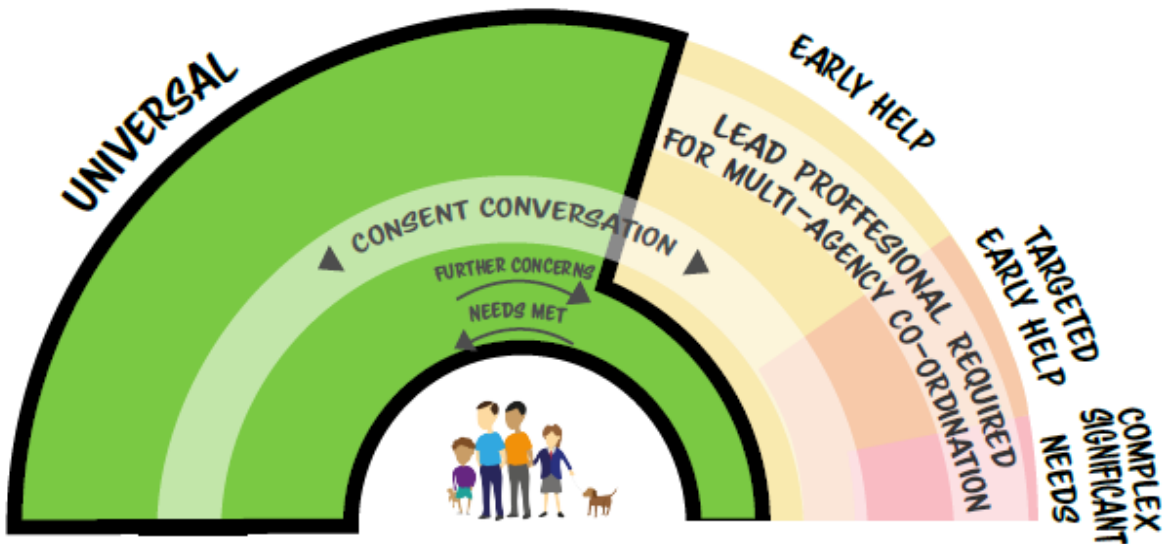 UNIVERSAL
EARLY HELP
LEAD PROFFESIONAL REQUIRED
FOR MULTI-AGENCY CO-ORDINATION
CONSENT CONVERSATION
FURTHER CONCERNS
NEEDS MET
TARGETED
EARLY HELP
COMPLEX
SIGNIFICANT
NEEDS